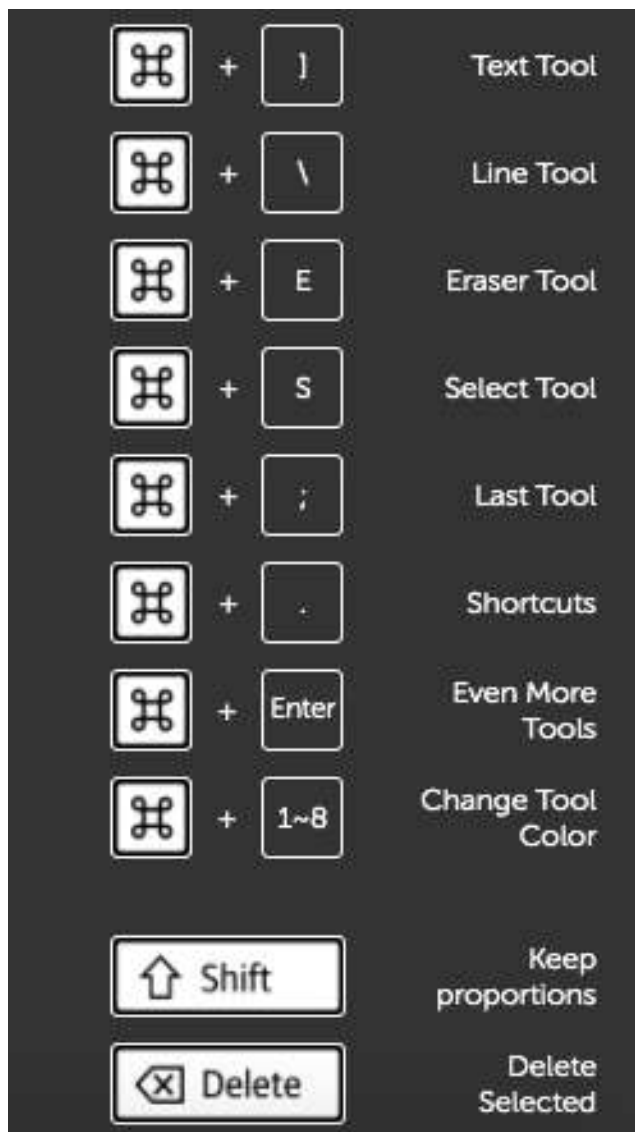 ⌘ + ] Text Tool
⌘ + \ Line Tool
⌘ + E Eraser Tool
⌘ + S Select Tool
⌘ + ; Last Tool
⌘ + . Shortcuts
⌘ + Enter Even More
Tools
⌘ + 1~8 Change Tool
Color
Shift Keep
proportions
Delete Delete
Selected